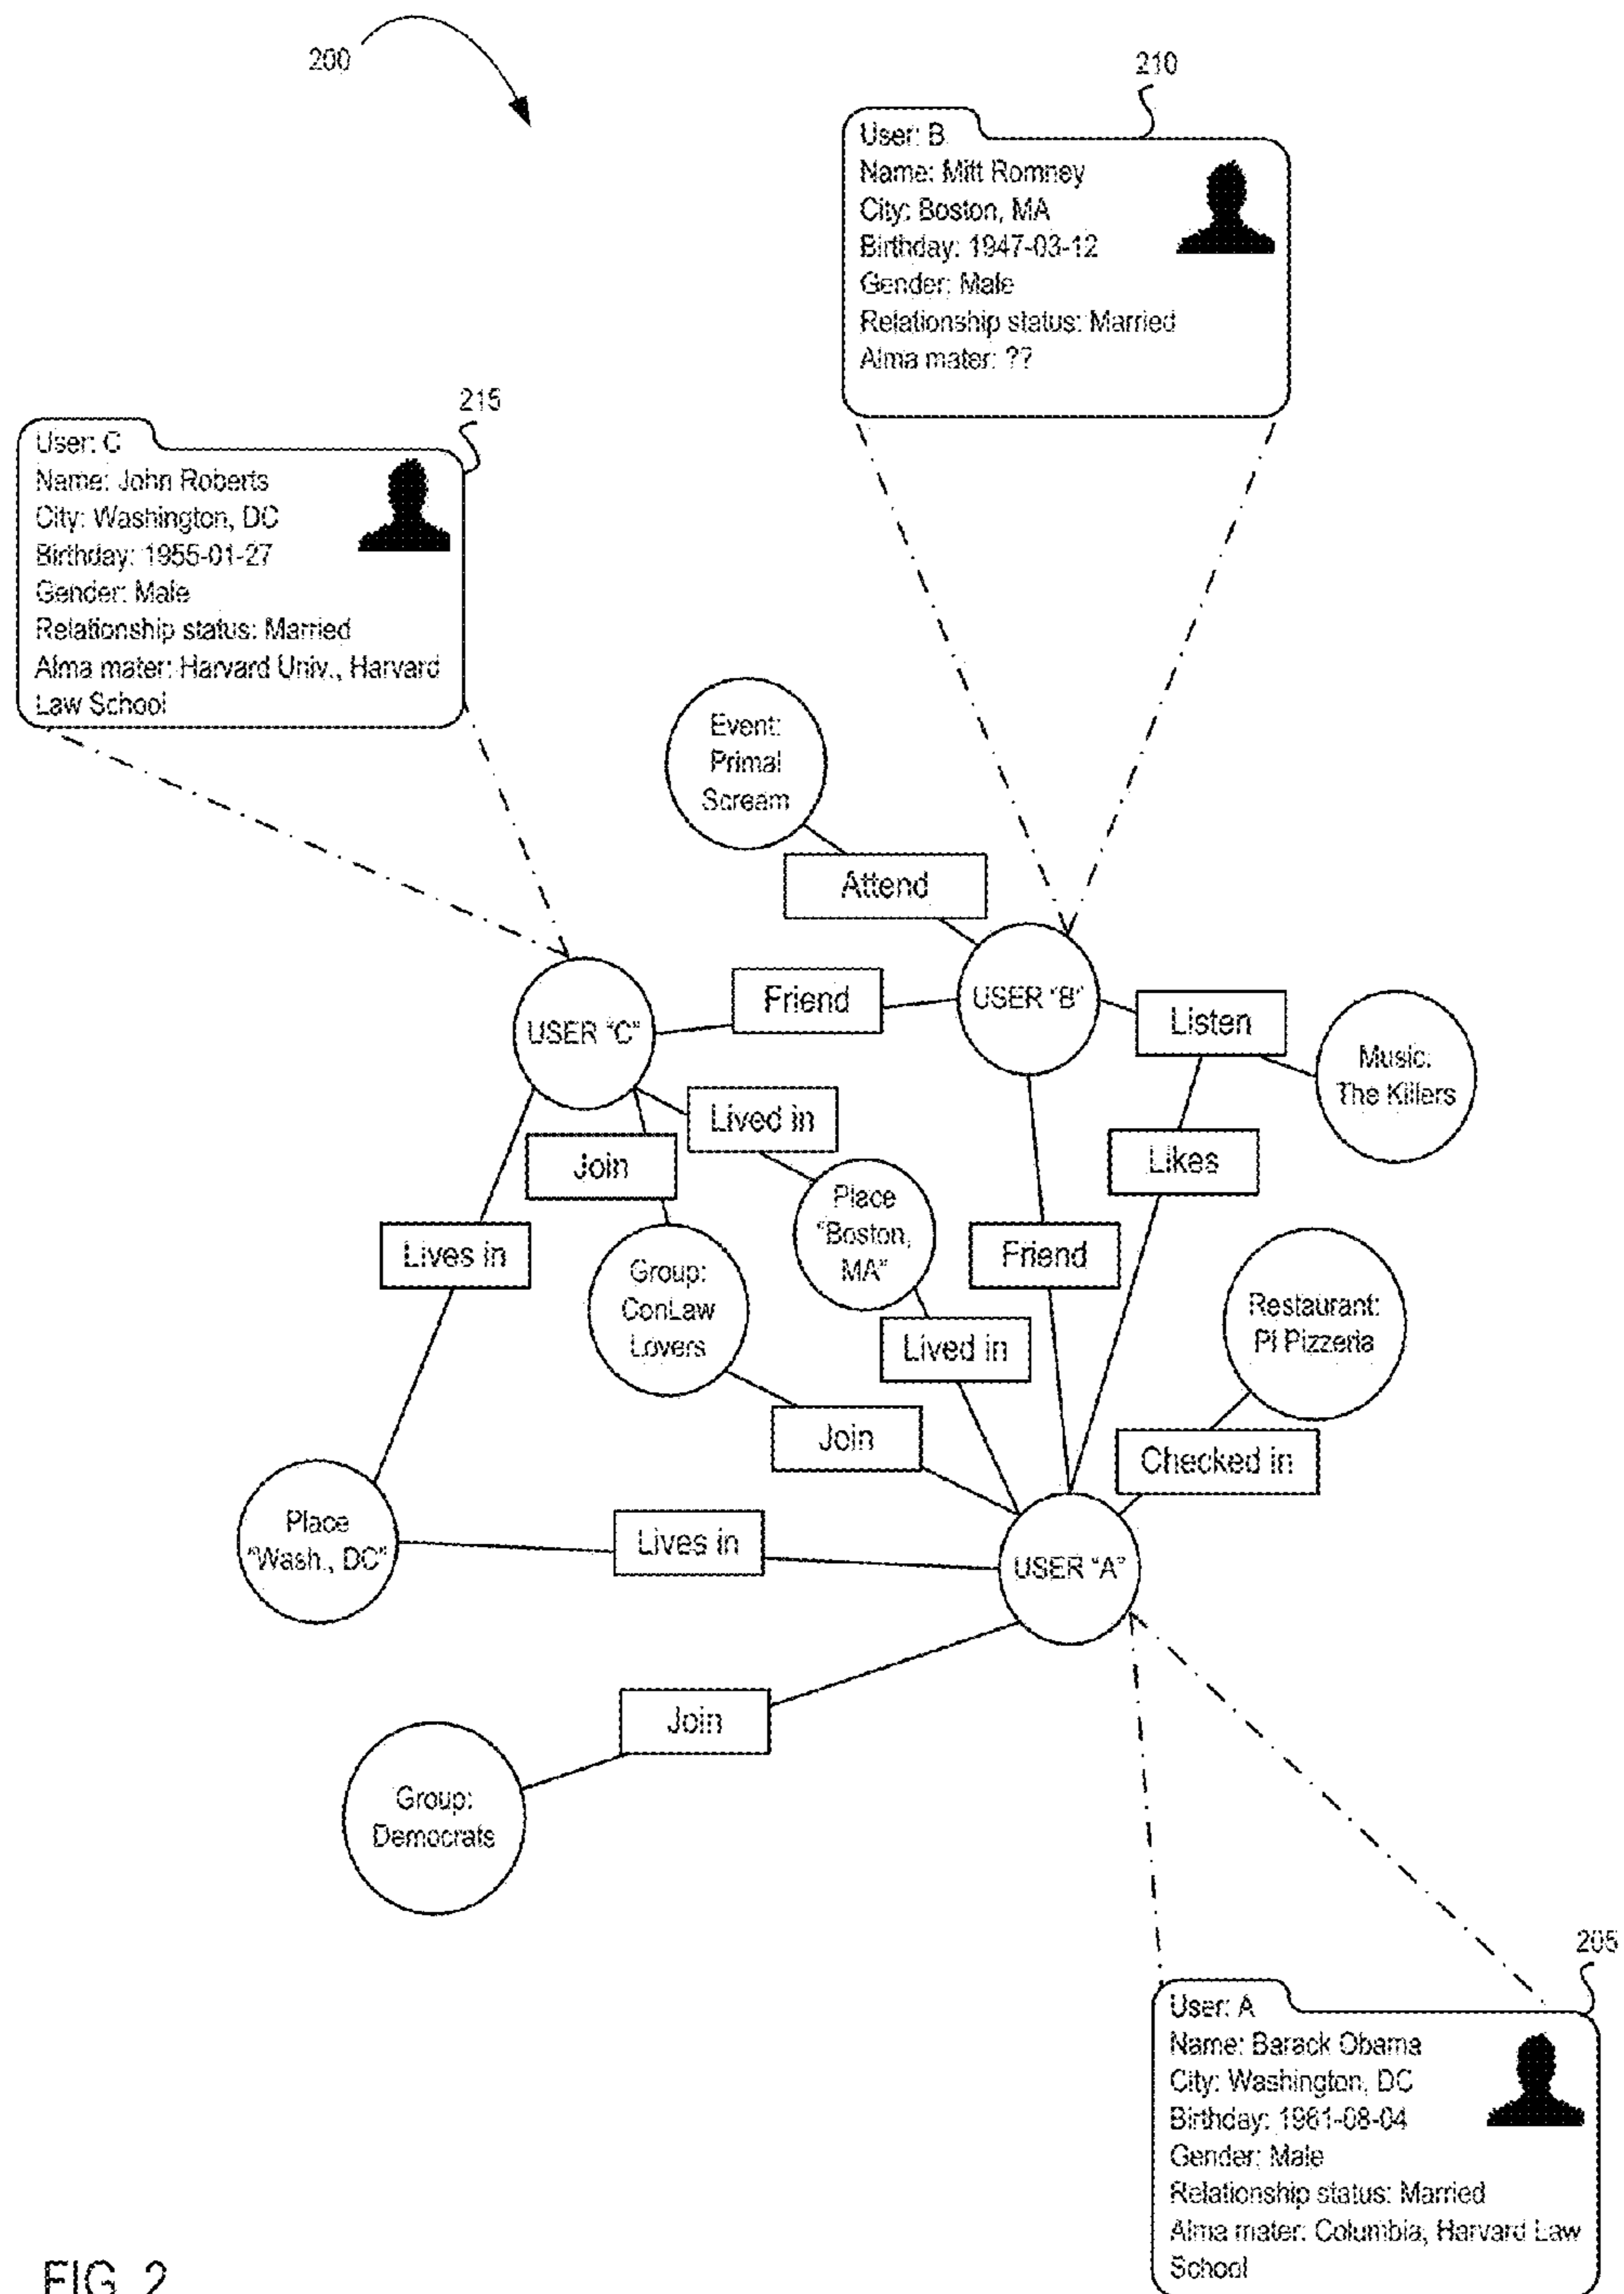 200
210
User: B
Name: Mitt Romney
City: Boston, MA
Birthday: 1947-03-12
Gender: Male
Relationship status: Married
Alma mater: ??
215
User: C
Name: John Roberts
City: Washington, DC
Birthday: 1955-01-27
Gender: Male
Relationship status: Married
Alma mater: Harvard Univ., Harvard
Law School
Event:
Primal
Scream
Attend
Friend
USER "B"
USER "C"
Listen
Music:
The Killers
Lived in
Join
Likes
Place
"Boston,
MA"
Lives in
Friend
Group:
ConLaw
Lovers
Restaurant:
Pi Pizzeria
Lived in
Join
Checked in
Place
"Wash., DC"
Lives in
USER "A"
Join
Group:
Democrats
205
User: A
Name: Barack Obama
City: Washington, DC
Birthday: 1961-08-04
Gender: Male
Relationship status: Married
Alma mater: Columbia, Harvard Law
School
FIG. 2